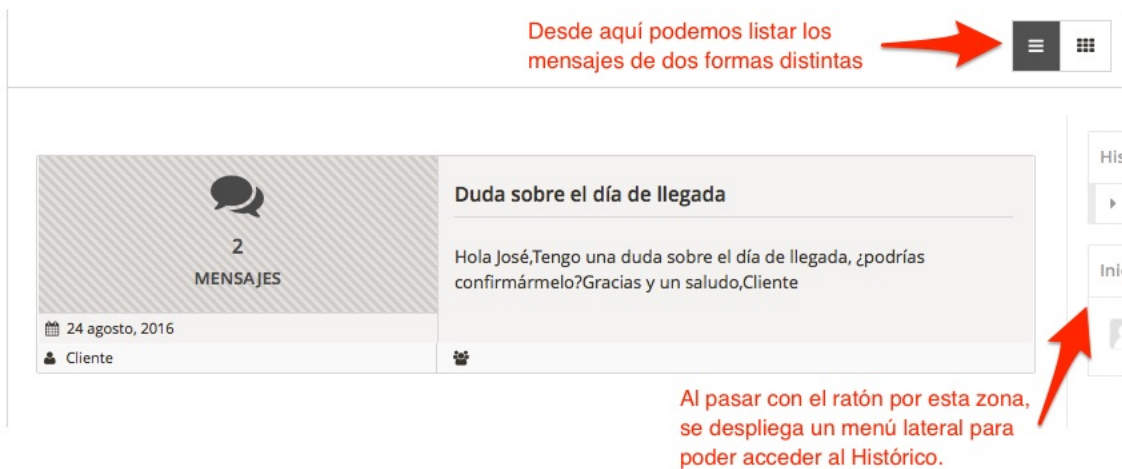 Desde aquí podemos listar los
mensajes de dos formas distintas
His
2
MENSAJES
Duda sobre el día de llegada
Hola José,Tengo una duda sobre el día de llegada, ¿podrías
confirmármelo?Gracias y un saludo,Cliente
Ini
24 agosto, 2016
Cliente
Al pasar con el ratón por esta zona,
se despliega un menú lateral para
poder acceder al Histórico.